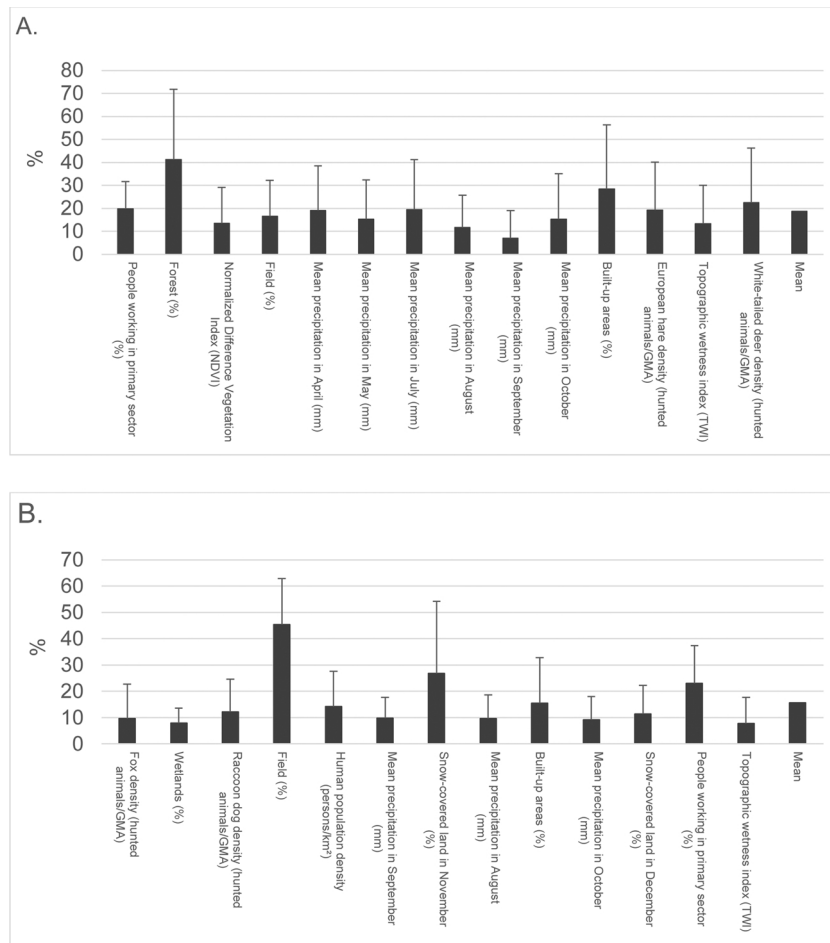 A.
80
70
60
50
40
30
20
10
0
%
People working in primary sector
(%)
Forest (%)
Normalized Difference Vegetation
Index (NDVI)
Field (%)
Mean precipitation in April (mm)
Mean precipitation in May (mm)
Mean precipitation in July (mm)
Mean precipitation in August
(mm)
Mean precipitation in September
(mm)
Mean precipitation in October
(mm)
Built-up areas (%)
European hare density (hunted
animals/GMA)
Topographic wetness index (TWI)
White-tailed deer density (hunted
animals/GMA)
Mean
B.
70
60
50
40
30
20
10
0
%
Fox density (hunted
animals/GMA)
Wetlands (%)
Raccoon dog density (hunted
animals/GMA)
Field (%)
Human population density
(persons/km²)
Mean precipitation in September
(mm)
Snow-covered land in November
(%)
Mean precipitation in August
(mm)
Built-up areas (%)
Mean precipitation in October
(mm)
Snow-covered land in December
(%)
People working in primary sector
(%)
Topographic wetness index (TWI)
Mean